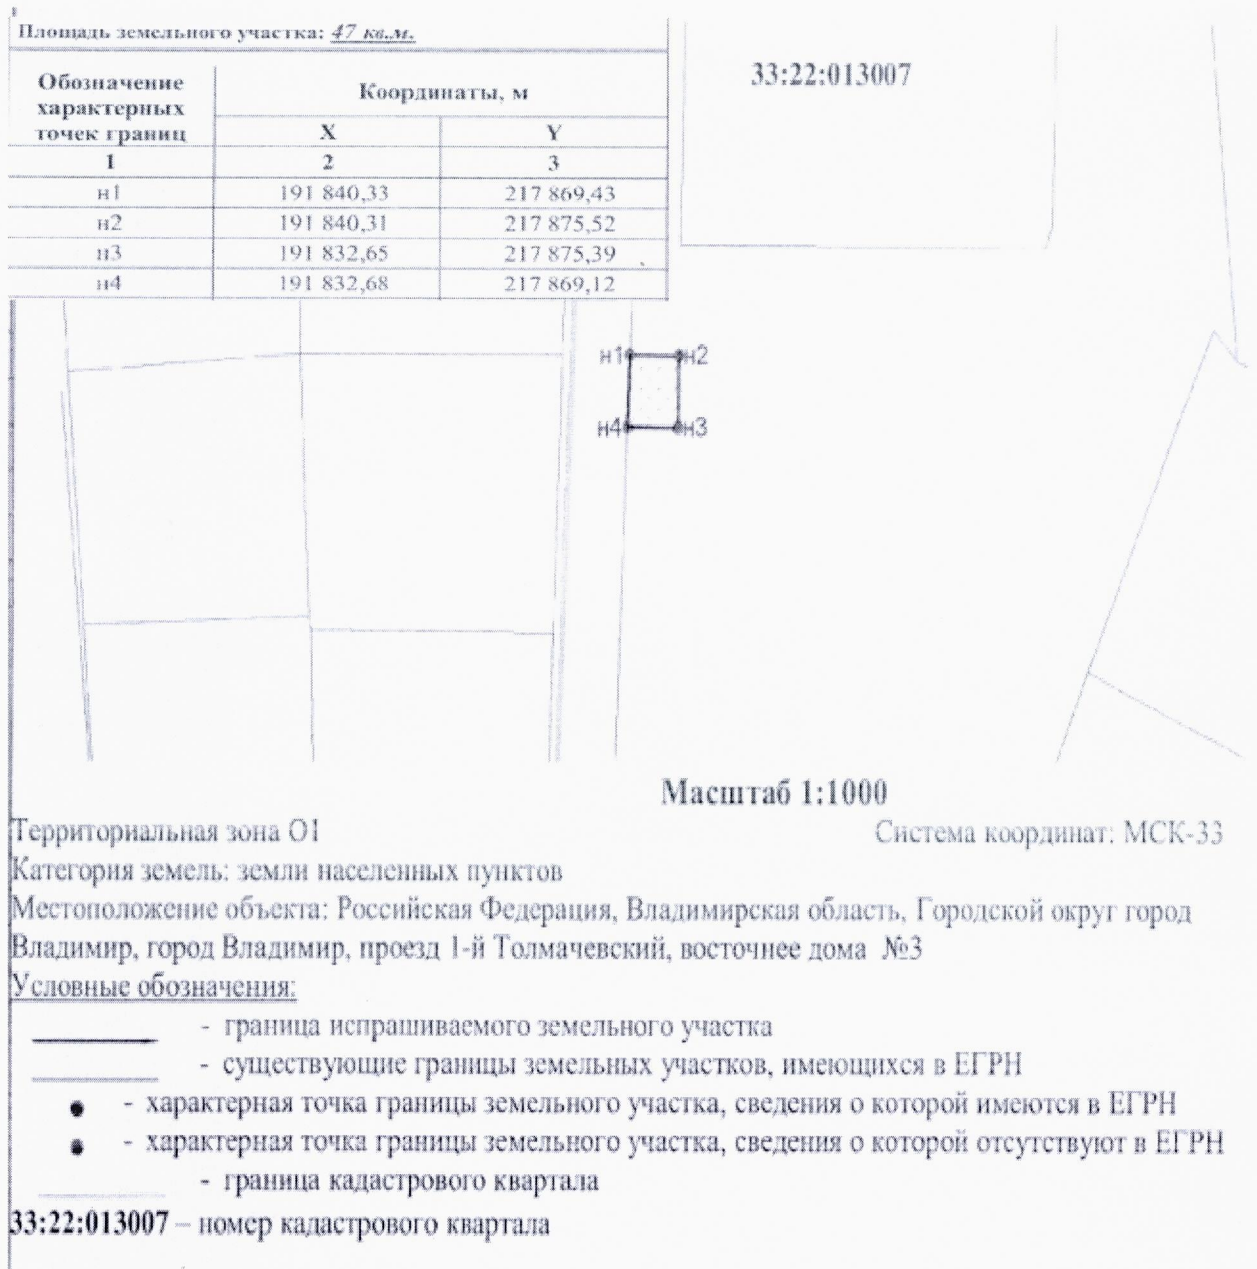 Площадь земельного участка: 47 кв.м.
Обозначение характерных точек границ
Координаты, м
X
Y
1
2
3
н1
191 840,33
217 869,43
н2
191 840,31
217 875,52
н3
191 832,65
217 875,39
н4
191 832,68
217 869,12
33:22:013007
н1
н2
н4
н3
Масштаб 1:1000
Территориальная зона О1
Система координат: МСК-33
Категория земель: земли населенных пунктов
Местоположение объекта: Российская Федерация, Владимирская область, Городской округ город
Владимир, город Владимир, проезд 1-й Толмачевский, восточнее дома №3
Условные обозначения:
- граница испрашиваемого земельного участка
- существующие границы земельных участков, имеющихся в ЕГРН
- характерная точка границы земельного участка, сведения о которой имеются в ЕГРН
- характерная точка границы земельного участка, сведения о которой отсутствуют в ЕГРН
- граница кадастрового квартала
33:22:013007 – номер кадастрового квартала